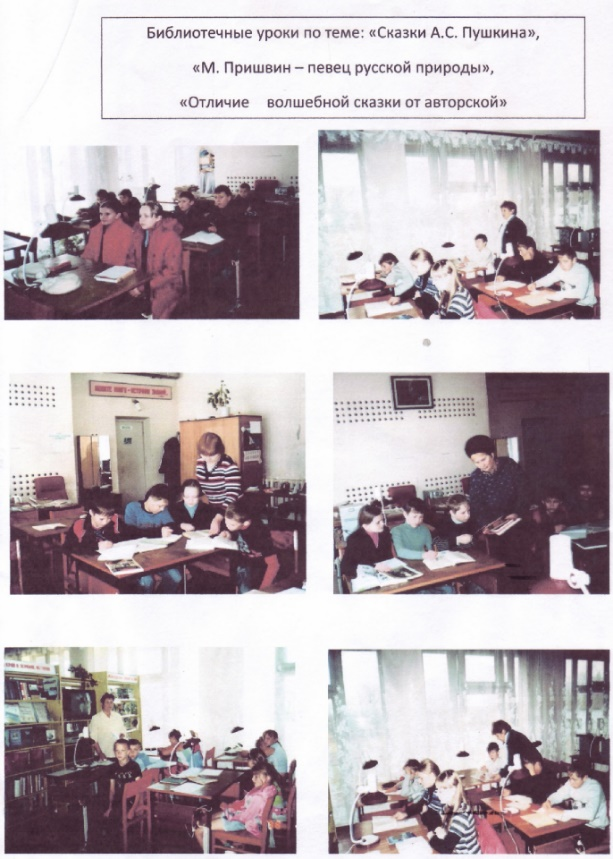 Библиотечные уроки по теме: «Сказки А.С. Пушкина»,
«М. Пришвин – певец русской природы»,
«Отличие волшебной сказки от авторской»